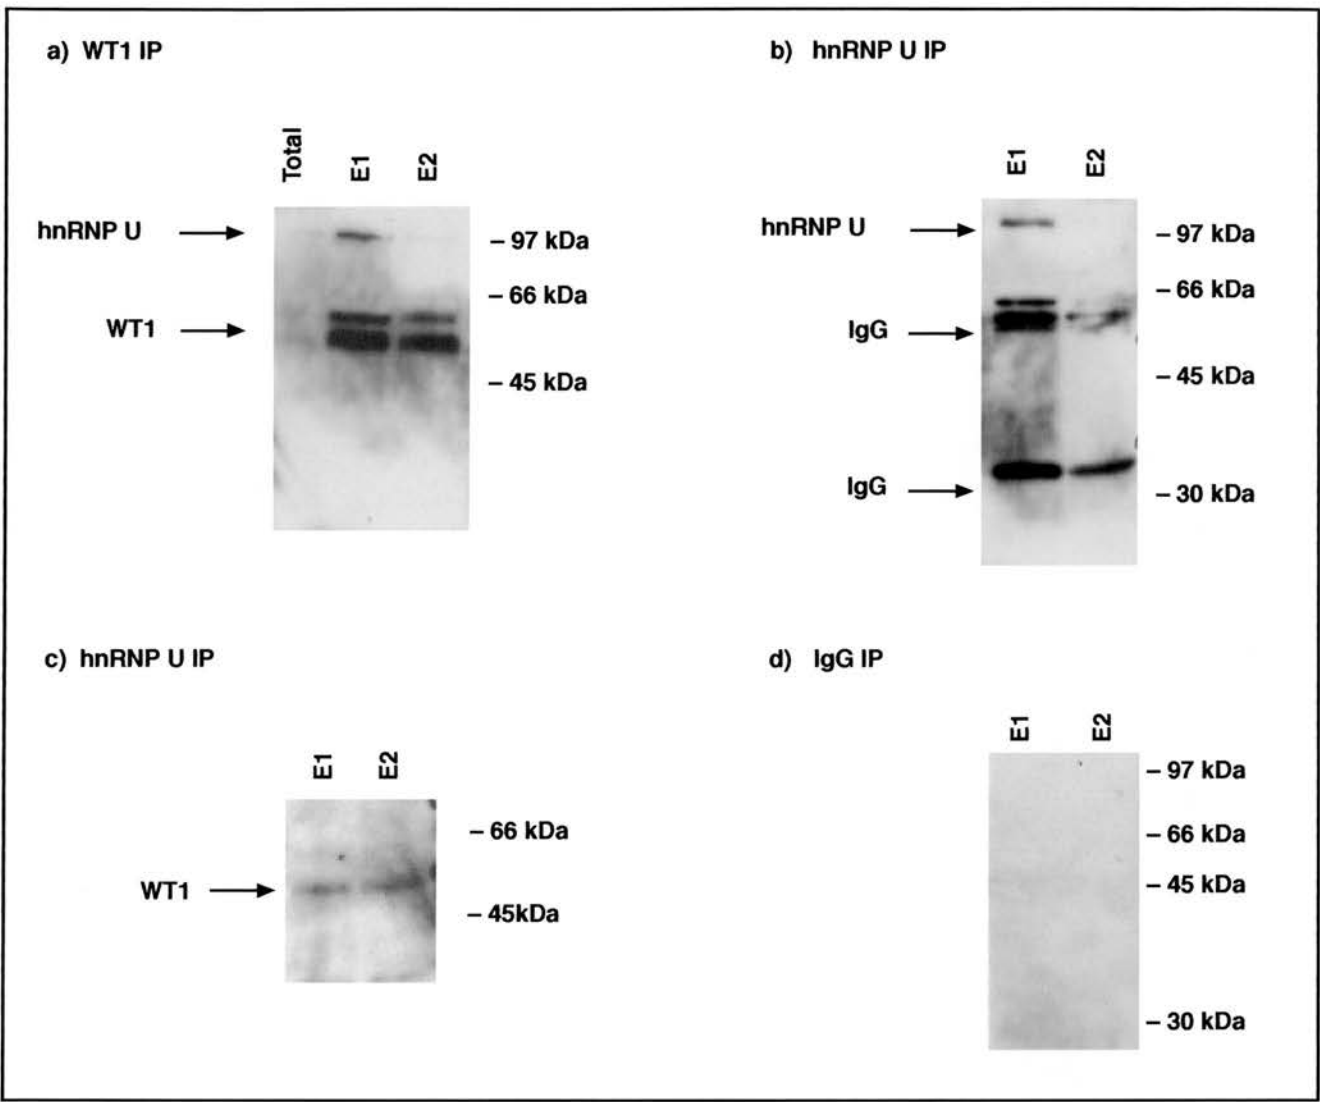 a) WT1 IP
Total
E1
E2
hnRNP U
– 97 kDa
– 66 kDa
WT1
– 45 kDa
b) hnRNP U IP
E1
E2
hnRNP U
– 97 kDa
– 66 kDa
IgG
– 45 kDa
IgG
– 30 kDa
c) hnRNP U IP
E1
E2
– 66 kDa
WT1
– 45kDa
d) IgG IP
E1
E2
– 97 kDa
– 66 kDa
– 45 kDa
– 30 kDa